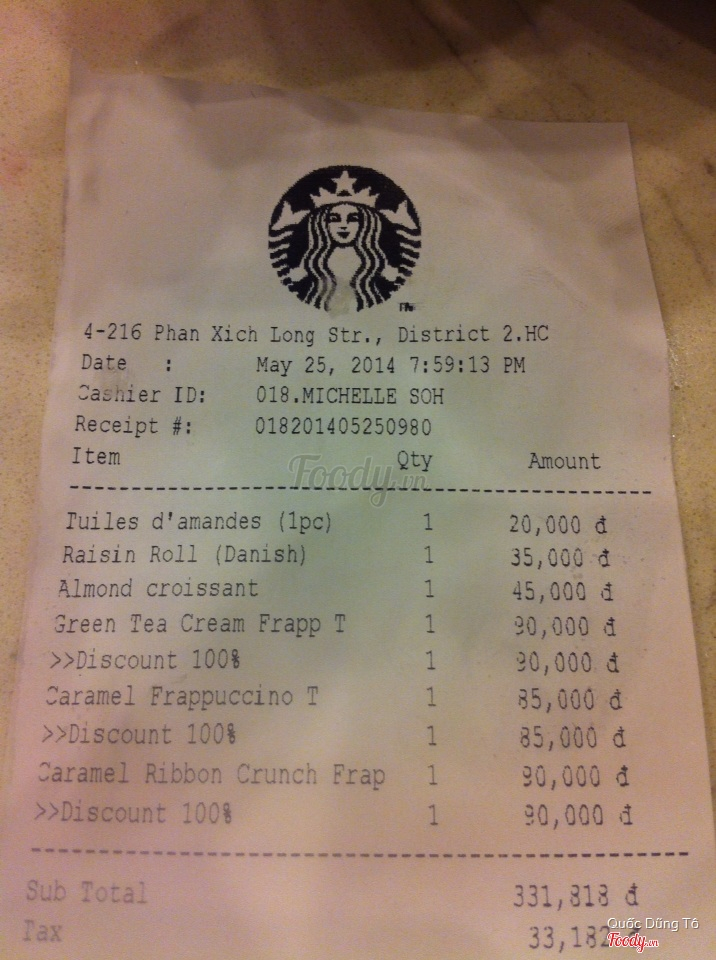 4-216 Phan Xich Long Str., District 2.HC
Date : May 25, 2014 7:59:13 PM
Cashier ID: 018.MICHELLE SOH
Receipt #: 018201405250980
Item Qty Amount
Foody.vn
Tuiles d'amandes (1pc) 1 20,000 đ
Raisin Roll (Danish) 1 35,000 đ
Almond croissant 1 45,000 đ
Green Tea Cream Frapp T 1 90,000 đ
>>Discount 100% 1 90,000 đ
Caramel Frappuccino T 1 85,000 đ
>>Discount 100% 1 85,000 đ
Caramel Ribbon Crunch Frap 1 90,000 đ
>>Discount 100% 1 90,000 đ
Sub Total 331,818 đ
Tax 33,182 đ
Quốc Dũng Tô
Foody.vn